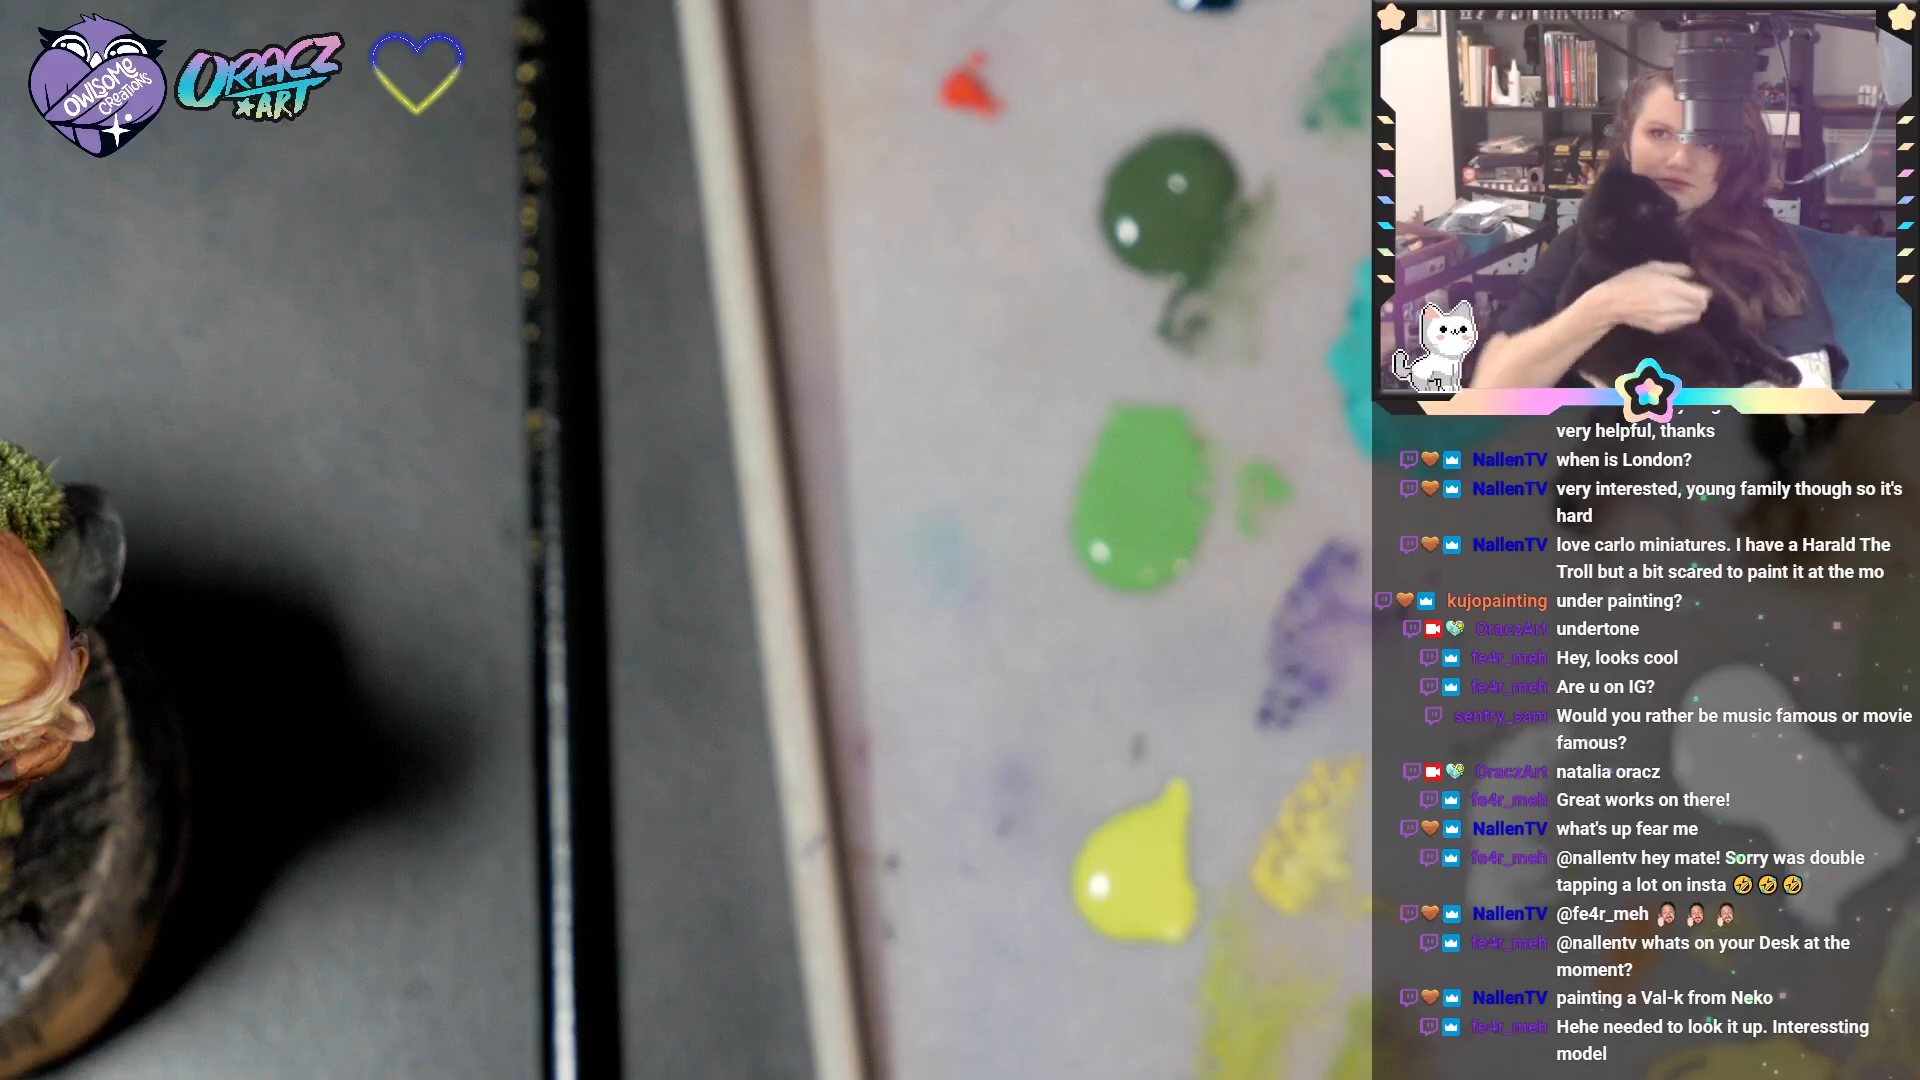 OWLSOME
CREATIONS
ORACZ
ART
very helpful, thanks
NallenTV when is London?
NallenTV very interested, young family though so it's
hard
NallenTV love carlo miniatures. I have a Harald The
Troll but a bit scared to paint it at the mo
kujopainting under painting?
OraczArt undertone
fe4r_meh Hey, looks cool
fe4r_meh Are u on IG?
sentry_sam Would you rather be music famous or movie
famous?
OraczArt natalia oracz
fe4r_meh Great works on there!
NallenTV what's up fear me
fe4r_meh @nallentv hey mate! Sorry was double
tapping a lot on insta 🤣 🤣 🤣
NallenTV @fe4r_meh
fe4r_meh @nallentv whats on your Desk at the
moment?
NallenTV painting a Val-k from Neko
fe4r_meh Hehe needed to look it up. Interessting
model